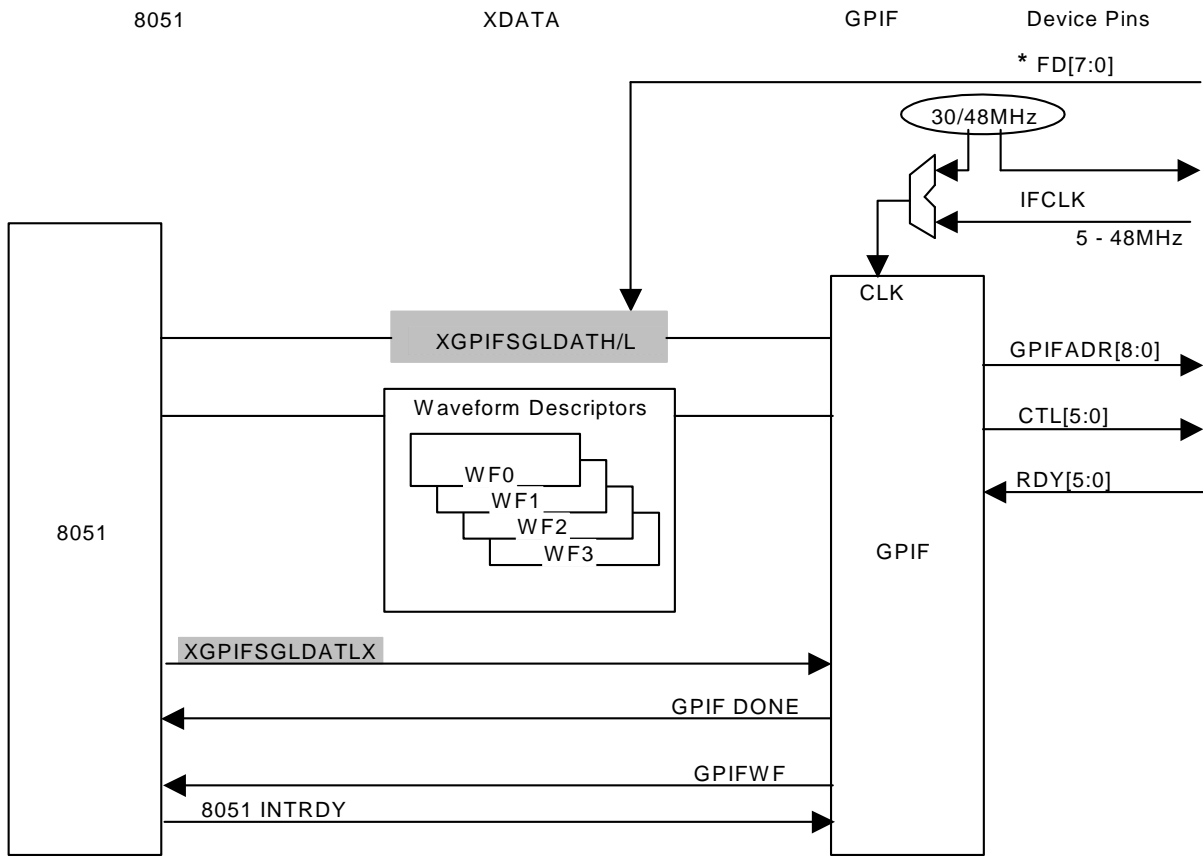 8051 XDATA GPIF Device Pins
* FD[7:0]
30/48MHz
IFCLK
5 - 48MHz
CLK
XGPIFSGLDATH/L
GPIFADR[8:0]
Waveform Descriptors
CTL[5:0]
WF0
RDY[5:0]
WF1
WF2
8051
WF3
GPIF
XGPIFSGLDATLX
GPIF DONE
GPIFWF
8051 INTRDY